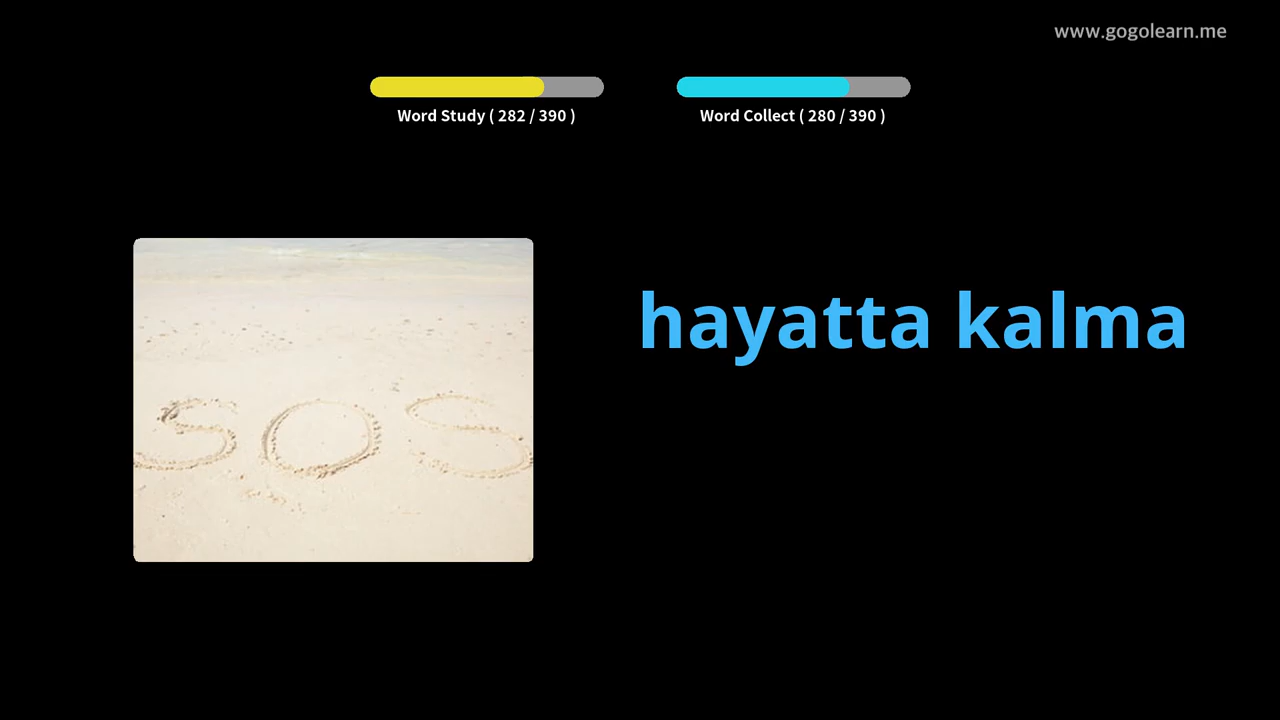 www.gogolearn.me
Word Study ( 282 / 390 )
Word Collect ( 280 / 390 )
SOS
hayatta kalma